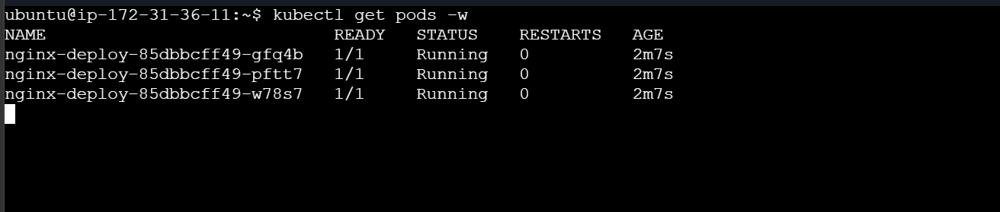 ubuntu@ip-172-31-36-11:~$ kubectl get pods -w
NAME READY STATUS RESTARTS AGE
nginx-deploy-85dbbcff49-gfq4b 1/1 Running 0 2m7s
nginx-deploy-85dbbcff49-pftt7 1/1 Running 0 2m7s
nginx-deploy-85dbbcff49-w78s7 1/1 Running 0 2m7s